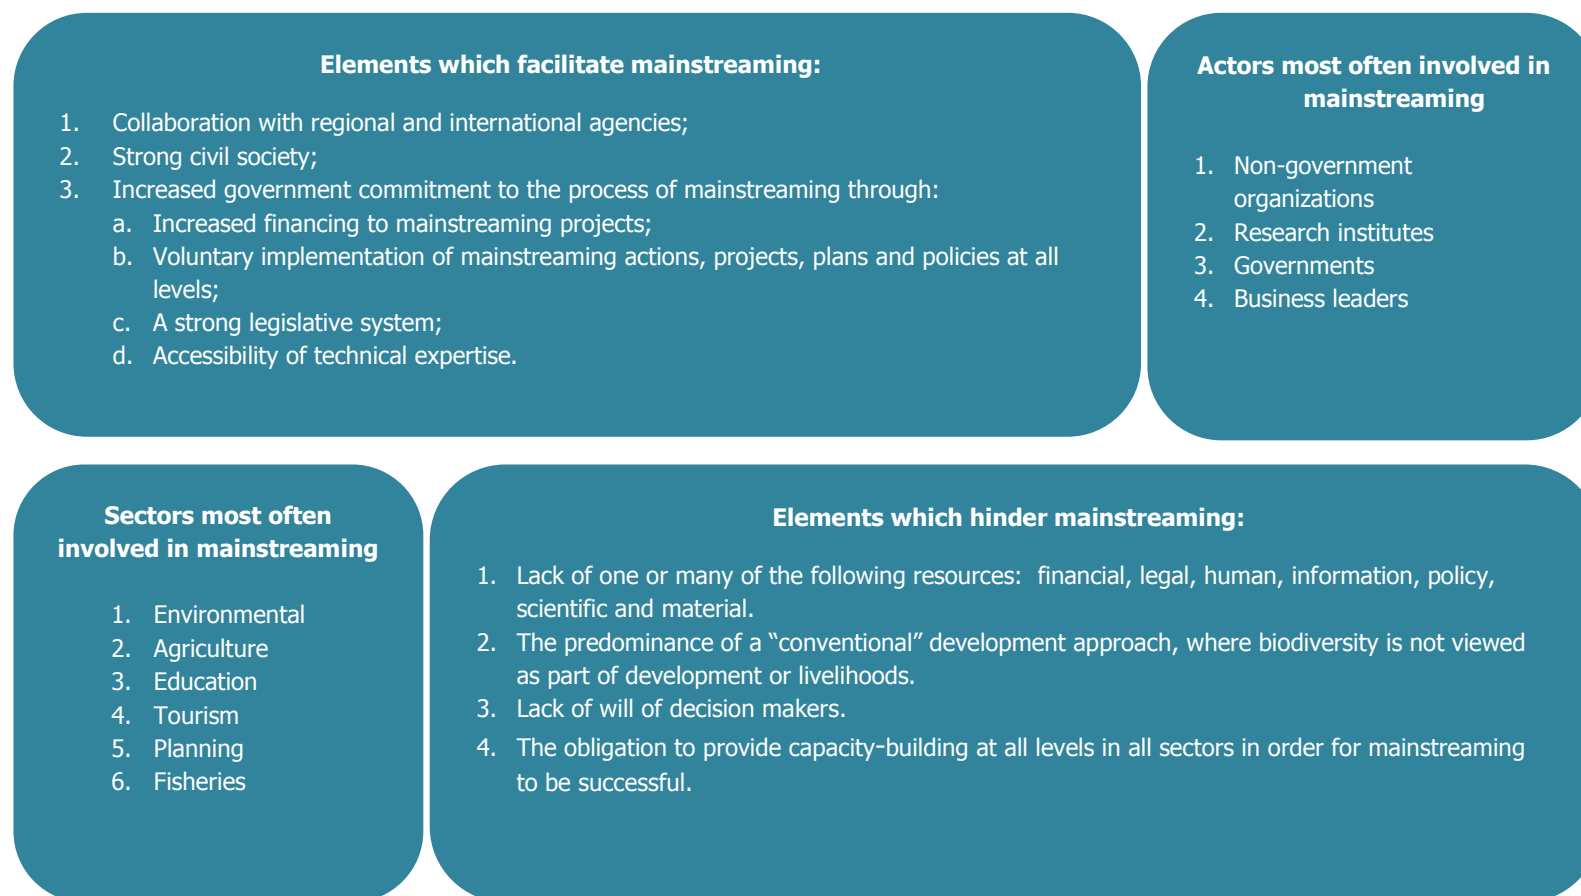 Elements which facilitate mainstreaming:
1. Collaboration with regional and international agencies;
2. Strong civil society;
3. Increased government commitment to the process of mainstreaming through:
a. Increased financing to mainstreaming projects;
b. Voluntary implementation of mainstreaming actions, projects, plans and policies at all
levels;
c. A strong legislative system;
d. Accessibility of technical expertise.
Actors most often involved in
mainstreaming
1. Non-government
organizations
2. Research institutes
3. Governments
4. Business leaders
Sectors most often
involved in mainstreaming
1. Environmental
2. Agriculture
3. Education
4. Tourism
5. Planning
6. Fisheries
Elements which hinder mainstreaming:
1. Lack of one or many of the following resources:  financial, legal, human, information, policy,
scientific and material.
2. The predominance of a “conventional” development approach, where biodiversity is not viewed
as part of development or livelihoods.
3. Lack of will of decision makers.
4. The obligation to provide capacity-building at all levels in all sectors in order for mainstreaming
to be successful.